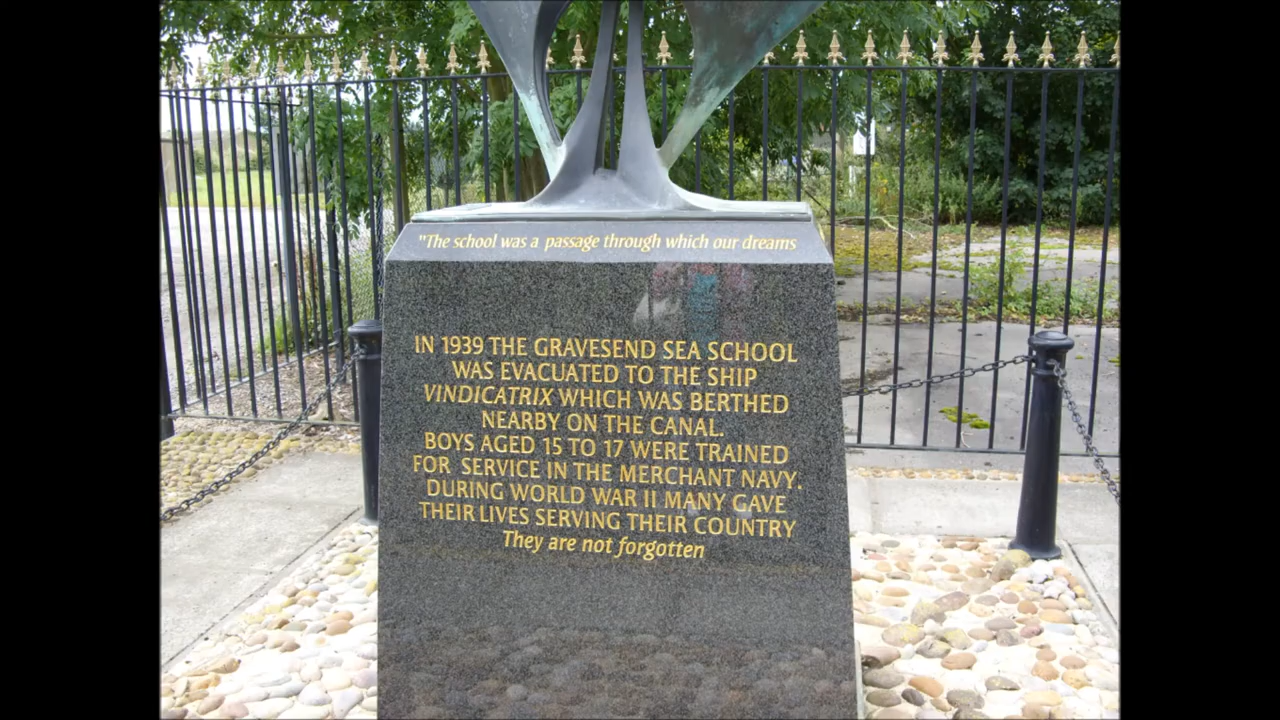 "The school was a passage through which our dreams
IN 1939 THE GRAVESEND SEA SCHOOL
WAS EVACUATED TO THE SHIP
VINDICATRIX WHICH WAS BERTHED
NEARBY ON THE CANAL.
BOYS AGED 15 TO 17 WERE TRAINED
FOR SERVICE IN THE MERCHANT NAVY.
DURING WORLD WAR II MANY GAVE
THEIR LIVES SERVING THEIR COUNTRY
They are not forgotten